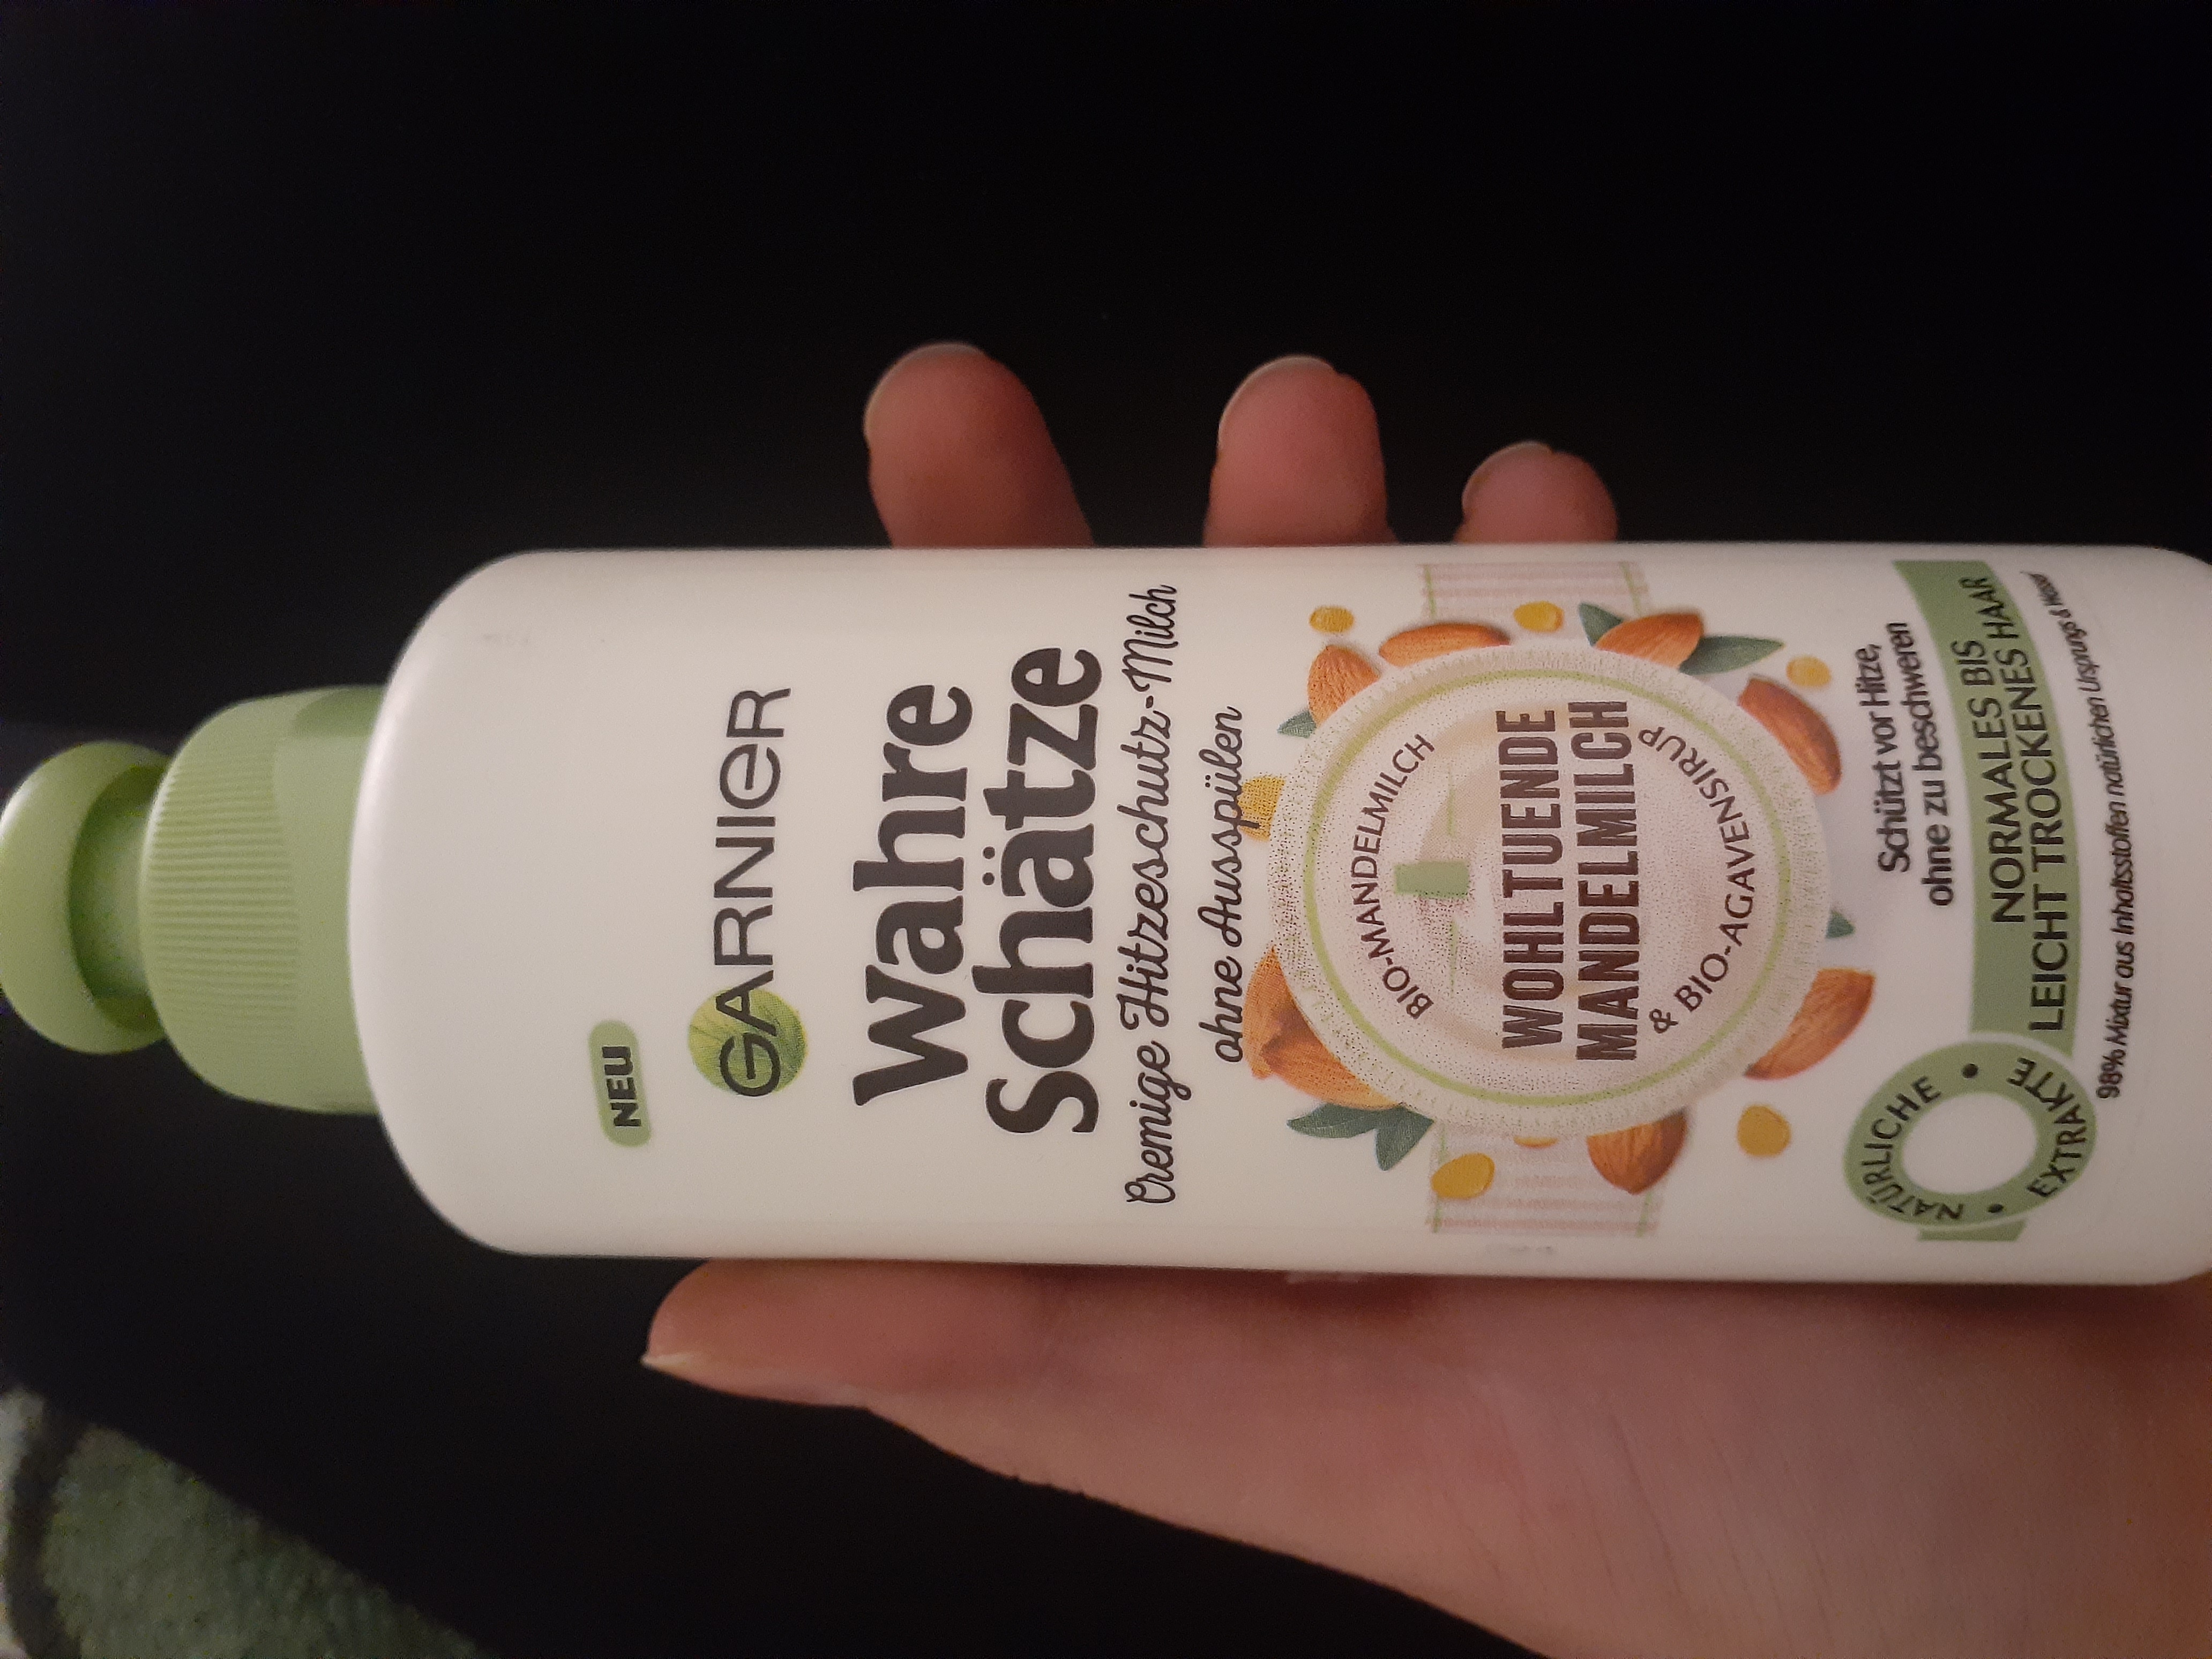 NEU
GARNIER
Wahre
Schätze
Cremige Hitzeschutz-Milch
ohne Ausspülen
BIO-MANDELMILCH
WOHLTUENDE
MANDELMILCH
& BIO-AGAVENSIRUP
Schützt vor Hitze,
ohne zu beschweren
NATÜRLICHE • EXTRAKTE •
NORMALES BIS
LEICHT TROCKENES HAAR
98% Mixtur aus Inhaltsstoffen natürlichen Ursprungs & Wasser